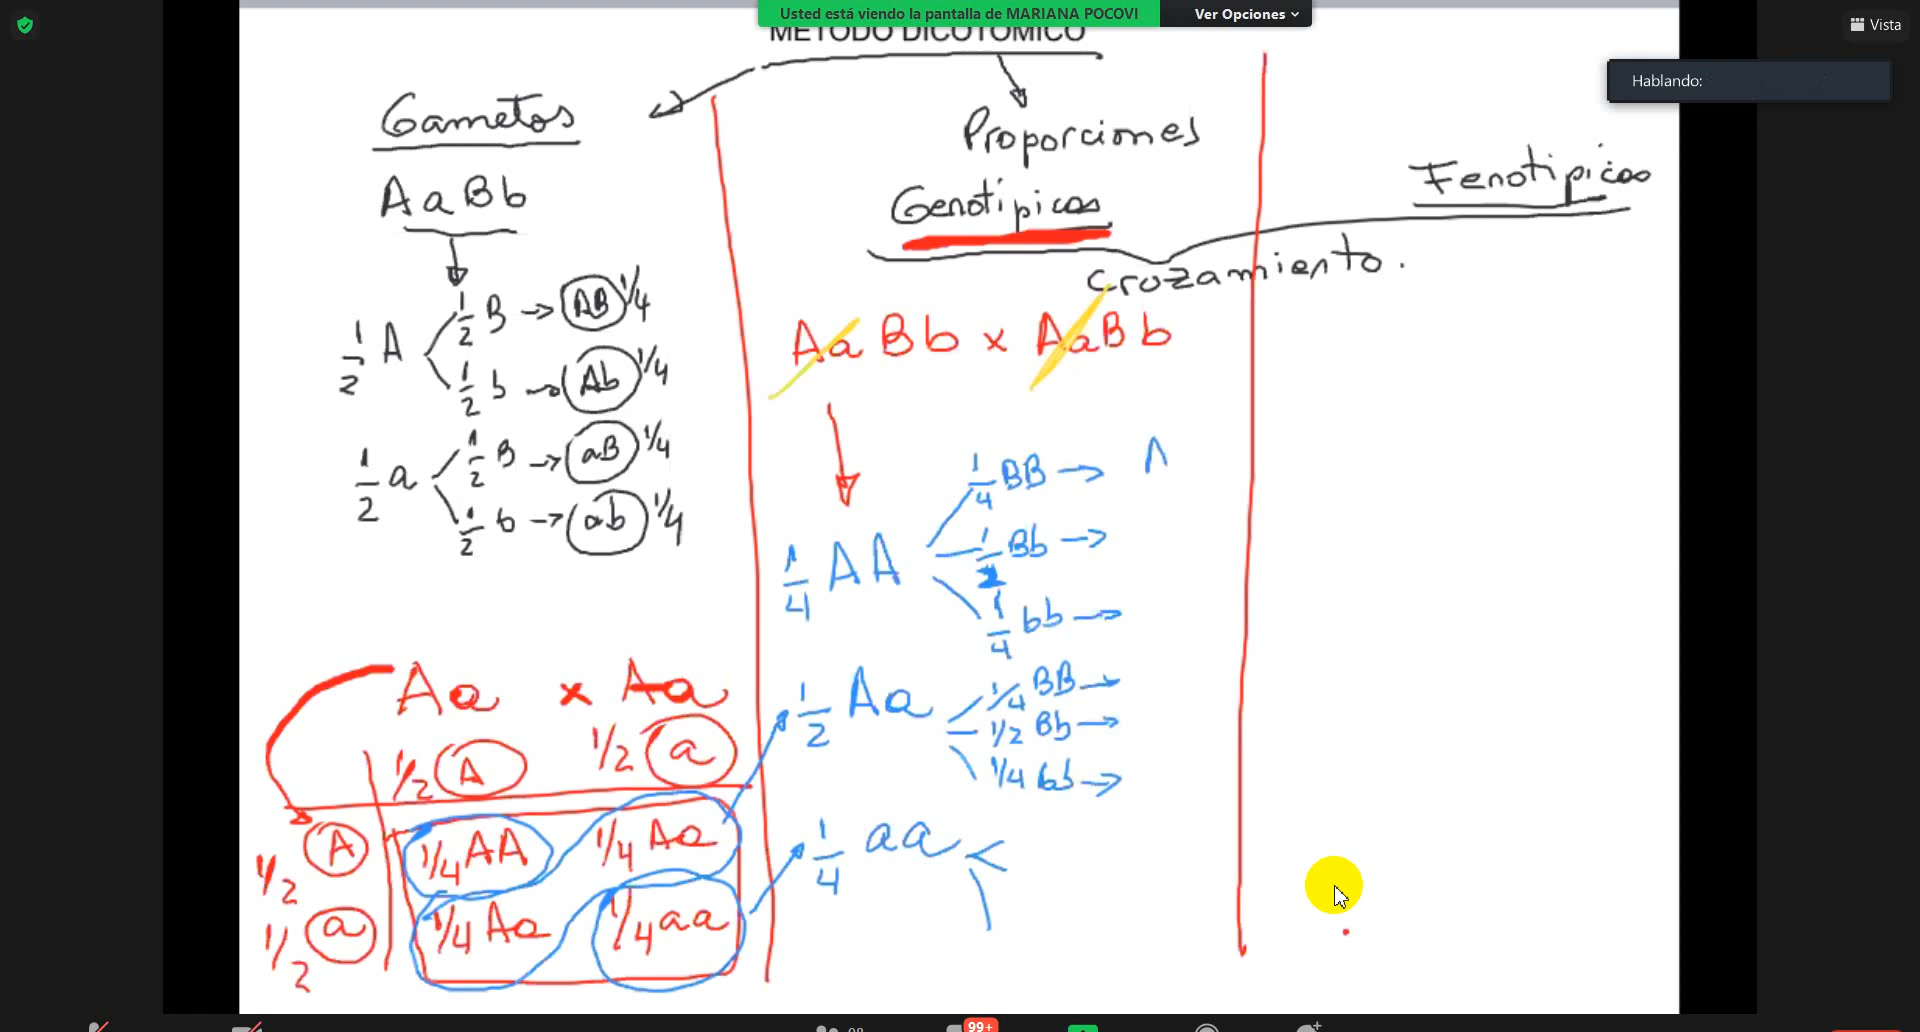 Usted está viendo la pantalla de MARIANA POCOVI
Ver Opciones
Vista
Hablando:
METODO DICOTOMICO
Gametos
AaBb
1/2 A
1/2 B → AB 1/4
1/2 b → Ab 1/4
1/2 a
1/2 B → aB 1/4
1/2 b → ab 1/4
Aa x Aa
1/2 A 1/2 a
1/2 A 1/4 AA 1/4 Aa
1/2 a 1/4 Aa 1/4 aa
Proporciones
Genotípicas
Fenotípicas
Crozamiento.
AaBb x AaBb
1/4 AA
1/4 BB → A
1/2 Bb →
1/4 bb →
1/2 Aa
1/4 BB →
1/2 Bb →
1/4 bb →
1/4 aa
99+